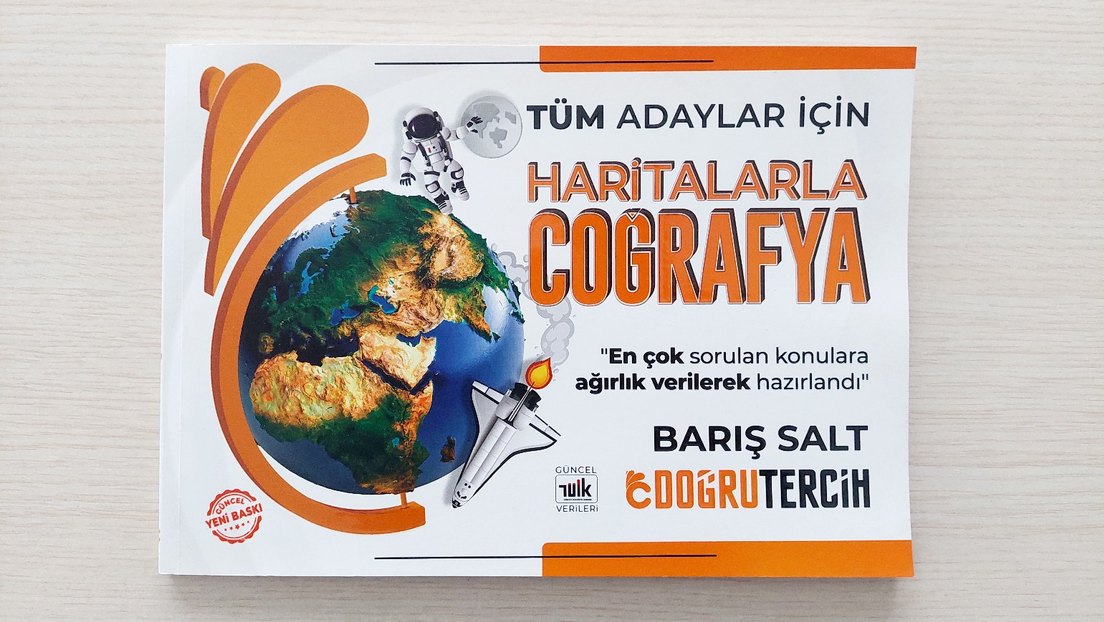 TÜM ADAYLAR İÇİN
HARİTALARLA
COĞRAFYA
"En çok sorulan konulara
ağırlık verilerek hazırlandı"
BARIŞ SALT
DOĞRUTERCİH
GÜNCEL
TUİK
VERİLERİ
GÜNCEL
YENİ BASKI